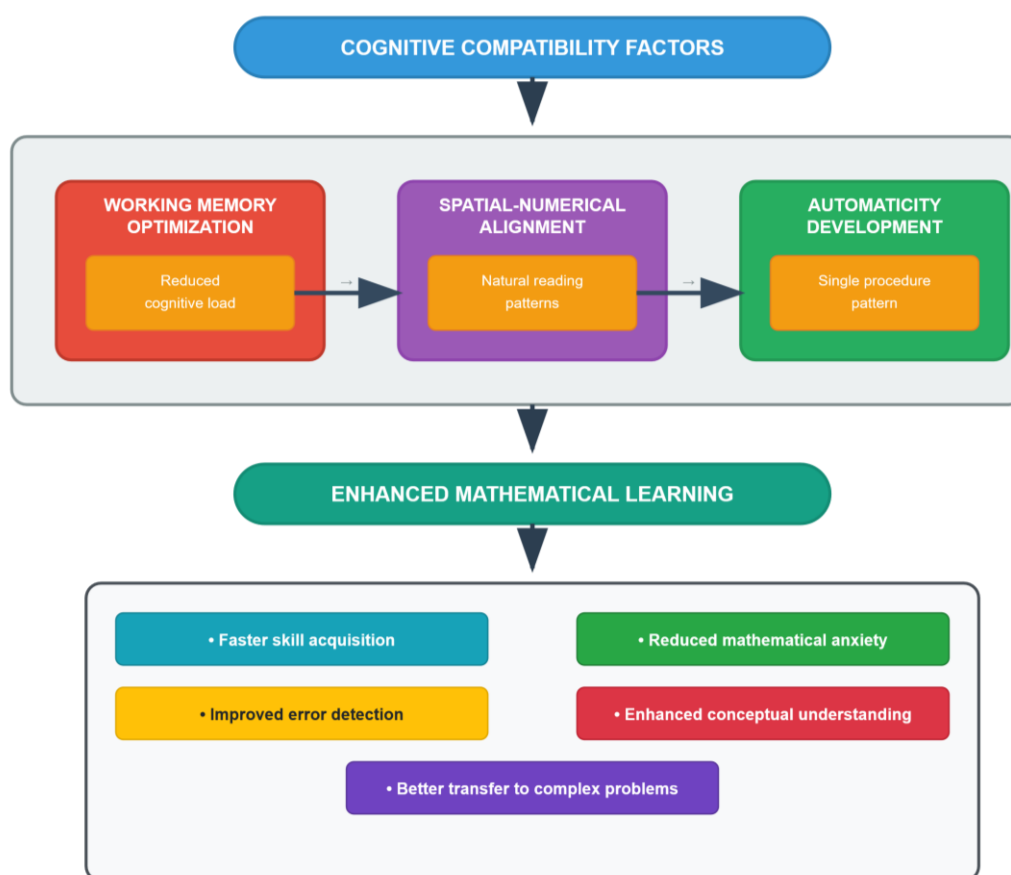 COGNITIVE COMPATIBILITY FACTORS
WORKING MEMORY
OPTIMIZATION
Reduced
cognitive load
→
SPATIAL-NUMERICAL
ALIGNMENT
Natural reading
patterns
→
AUTOMATICITY
DEVELOPMENT
Single procedure
pattern
ENHANCED MATHEMATICAL LEARNING
• Faster skill acquisition
• Reduced mathematical anxiety
• Improved error detection
• Enhanced conceptual understanding
• Better transfer to complex problems